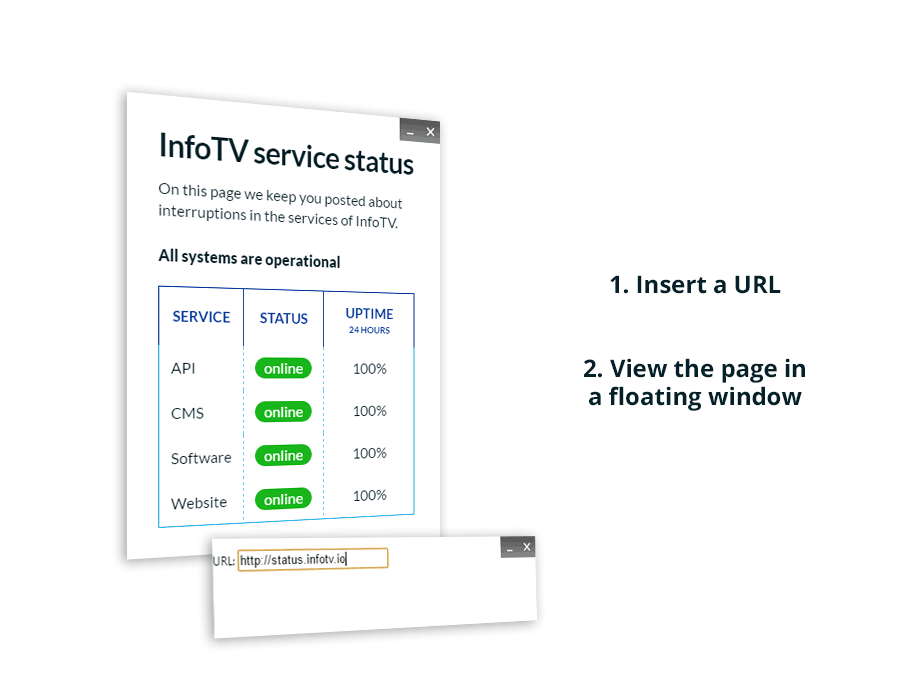 InfoTV service status
On this page we keep you posted about
interruptions in the services of InfoTV.
All systems are operational
SERVICE STATUS UPTIME
24 HOURS
API online 100%
CMS online 100%
Software online 100%
Website online 100%
URL: http://status.infotv.io
1. Insert a URL
2. View the page in
a floating window